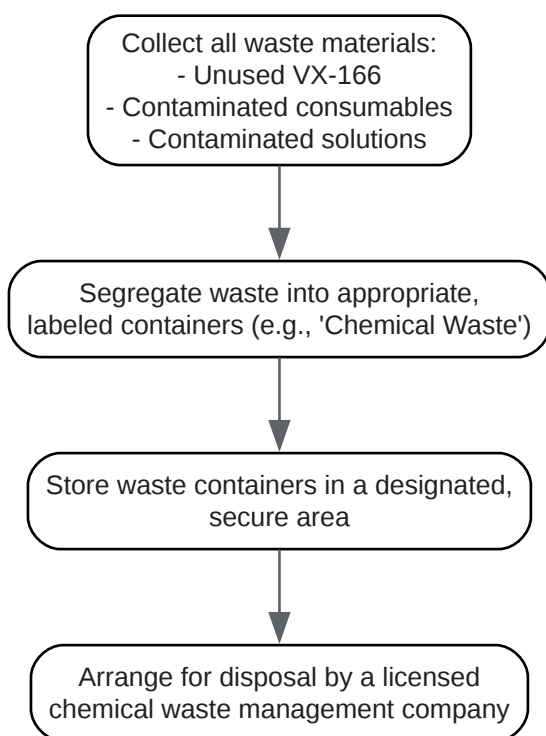 Collect all waste materials:
- Unused VX-166
- Contaminated consumables
- Contaminated solutions
Segregate waste into appropriate,
labeled containers (e.g., 'Chemical Waste')
Store waste containers in a designated,
secure area
Arrange for disposal by a licensed
chemical waste management company